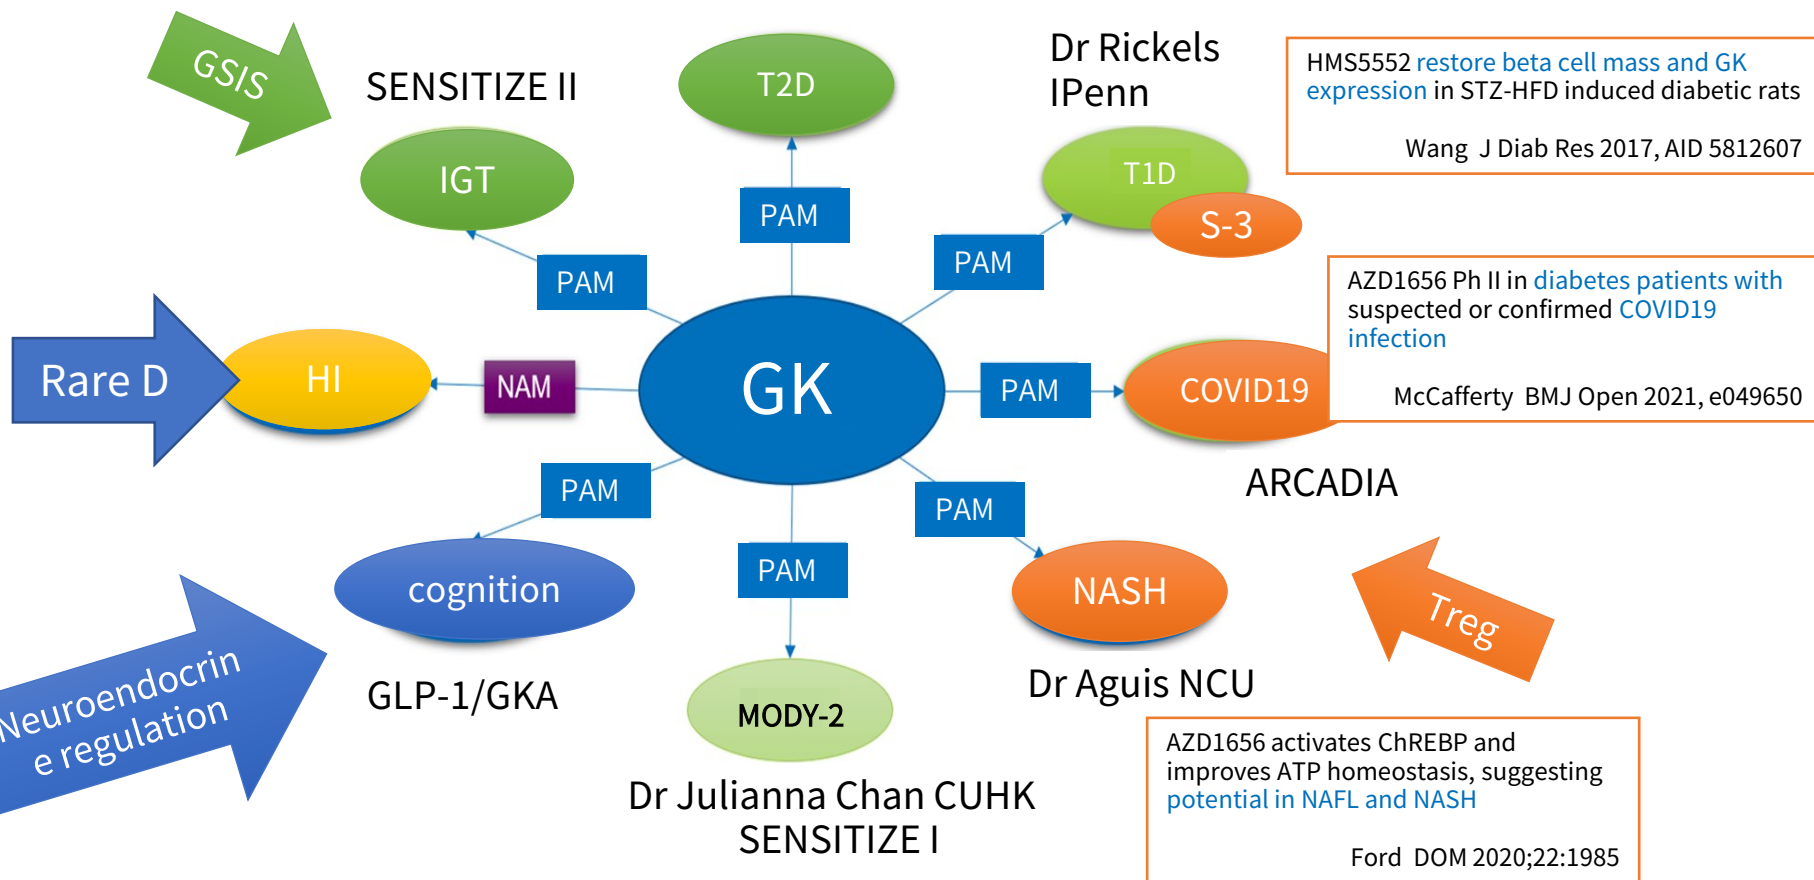 GSIS
SENSITIZE II
T2D
Dr Rickels
IPenn
HMS5552 restore beta cell mass and GK
expression in STZ-HFD induced diabetic rats
Wang J Diab Res 2017, AID 5812607
IGT
T1D
S-3
PAM
PAM
PAM
AZD1656 Ph II in diabetes patients with
suspected or confirmed COVID19
infection
McCafferty BMJ Open 2021, e049650
Rare D
HI
NAM
GK
PAM
COVID19
ARCADIA
PAM
PAM
PAM
cognition
NASH
Treg
Neuroendocrin
e regulation
GLP-1/GKA
MODY-2
Dr Aguis NCU
Dr Julianna Chan CUHK
SENSITIZE I
AZD1656 activates ChREBP and
improves ATP homeostasis, suggesting
potential in NAFL and NASH
Ford DOM 2020;22:1985